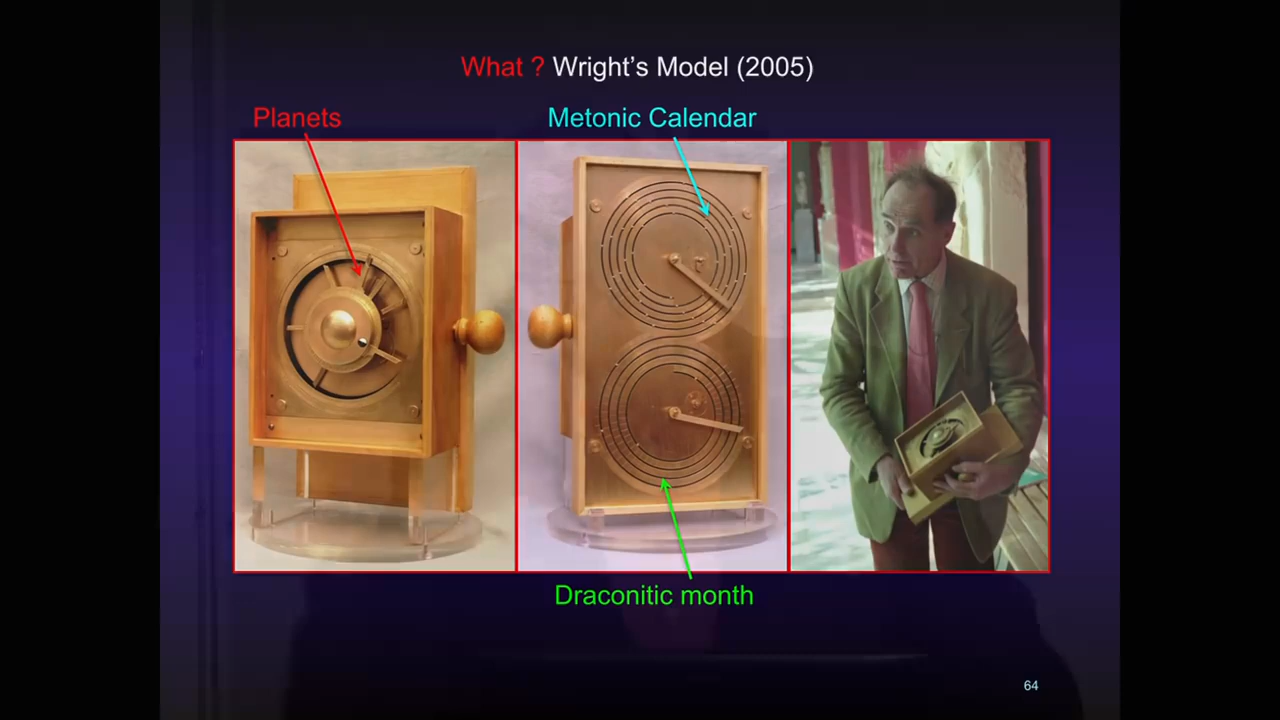 What ? Wright's Model (2005)
Planets
Metonic Calendar
Draconitic month
64